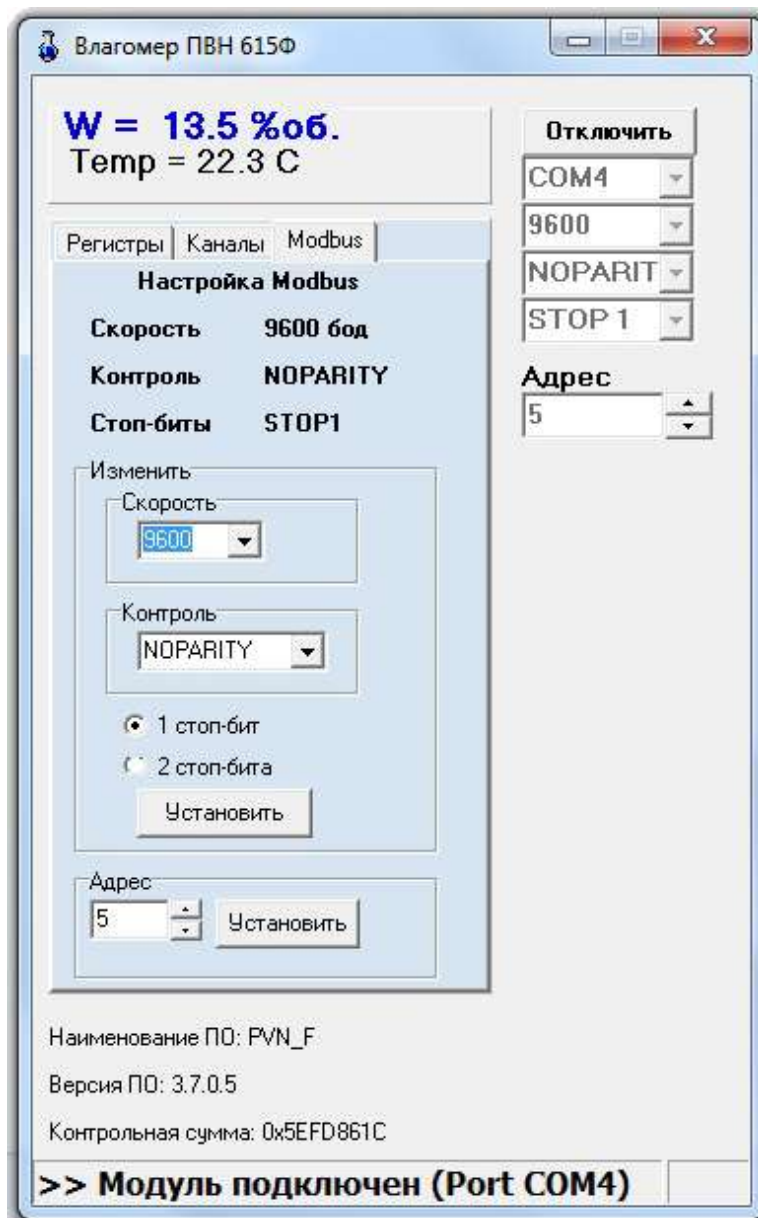 Влагомер ПВН 615Ф
W = 13.5 %об.
Temp = 22.3 C
Отключить
COM4
9600
NOPARIT
STOP 1
Адрес
5
Регистры Каналы Modbus
Настройка Modbus
Скорость 9600 бод
Контроль NOPARITY
Стоп-биты STOP1
Изменить
Скорость
9600
Контроль
NOPARITY
1 стоп-бит
2 стоп-бита
Установить
Адрес
5 Установить
Наименование ПО: PVN_F
Версия ПО: 3.7.0.5
Контрольная сумма: 0x5EFD861C
>> Модуль подключен (Port COM4)